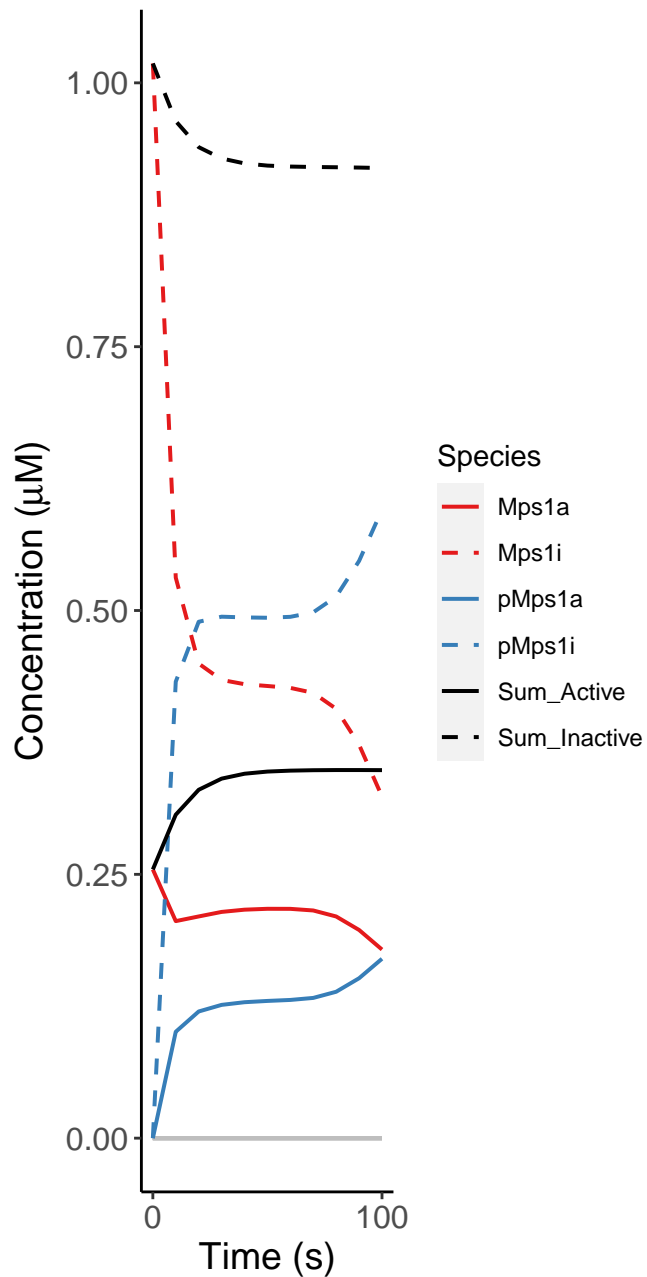 1.00
0.75
0.50
0.25
0.00
Concentration (μM)
0
100
Time (s)
Species
Mps1a
Mps1i
pMps1a
pMps1i
Sum_Active
Sum_Inactive